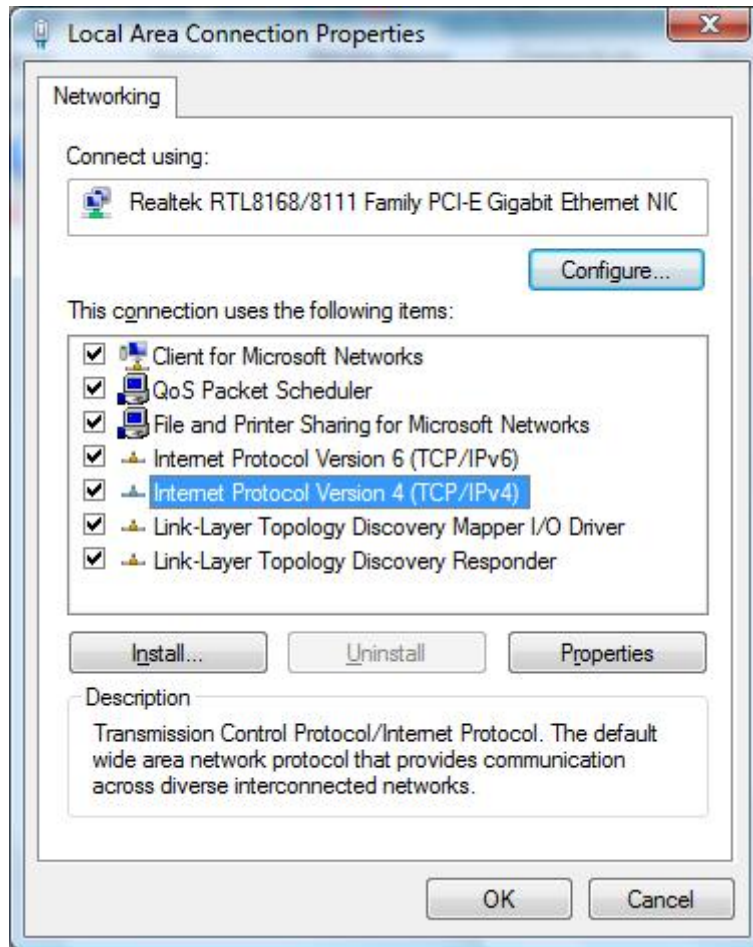 Local Area Connection Properties
Networking
Connect using:
Realtek RTL8168/8111 Family PCI-E Gigabit Ethernet NIC
Configure...
This connection uses the following items:
Client for Microsoft Networks
QoS Packet Scheduler
File and Printer Sharing for Microsoft Networks
Internet Protocol Version 6 (TCP/IPv6)
Internet Protocol Version 4 (TCP/IPv4)
Link-Layer Topology Discovery Mapper I/O Driver
Link-Layer Topology Discovery Responder
Install... Uninstall Properties
Description
Transmission Control Protocol/Internet Protocol. The default
wide area network protocol that provides communication
across diverse interconnected networks.
OK Cancel